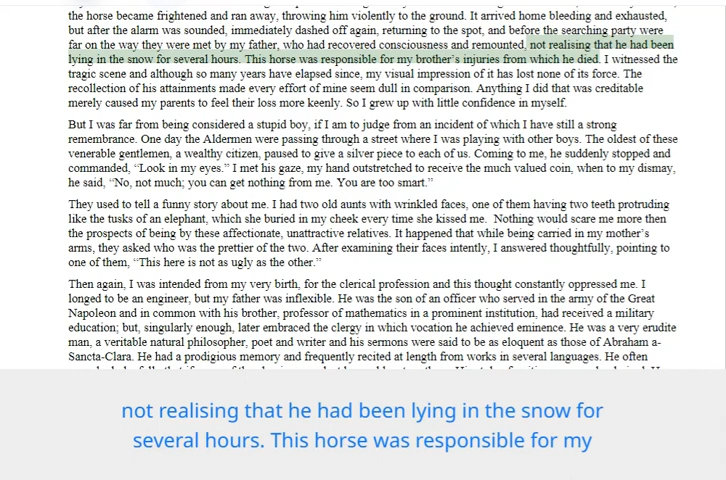 the horse became frightened and ran away, throwing him violently to the ground. It arrived home bleeding and exhausted,
but after the alarm was sounded, immediately dashed off again, returning to the spot, and before the searching party were
far on the way they were met by my father, who had recovered consciousness and remounted, not realising that he had been
lying in the snow for several hours. This horse was responsible for my brother's injuries from which he died. I witnessed the
tragic scene and although so many years have elapsed since, my visual impression of it has lost none of its force. The
recollection of his attainments made every effort of mine seem dull in comparison. Anything I did that was creditable
merely caused my parents to feel their loss more keenly. So I grew up with little confidence in myself.
But I was far from being considered a stupid boy, if I am to judge from an incident of which I have still a strong
remembrance. One day the Aldermen were passing through a street where I was playing with other boys. The oldest of these
venerable gentlemen, a wealthy citizen, paused to give a silver piece to each of us. Coming to me, he suddenly stopped and
commanded, “Look in my eyes.” I met his gaze, my hand outstretched to receive the much valued coin, when to my dismay,
he said, “No, not much; you can get nothing from me. You are too smart.”
They used to tell a funny story about me. I had two old aunts with wrinkled faces, one of them having two teeth protruding
like the tusks of an elephant, which she buried in my cheek every time she kissed me. Nothing would scare me more then
the prospects of being by these affectionate, unattractive relatives. It happened that while being carried in my mother's
arms, they asked who was the prettier of the two. After examining their faces intently, I answered thoughtfully, pointing to
one of them, “This here is not as ugly as the other.”
Then again, I was intended from my very birth, for the clerical profession and this thought constantly oppressed me. I
longed to be an engineer, but my father was inflexible. He was the son of an officer who served in the army of the Great
Napoleon and in common with his brother, professor of mathematics in a prominent institution, had received a military
education; but, singularly enough, later embraced the clergy in which vocation he achieved eminence. He was a very erudite
man, a veritable natural philosopher, poet and writer and his sermons were said to be as eloquent as those of Abraham a-
Sancta-Clara. He had a prodigious memory and frequently recited at length from works in several languages. He often
not realising that he had been lying in the snow for
several hours. This horse was responsible for my